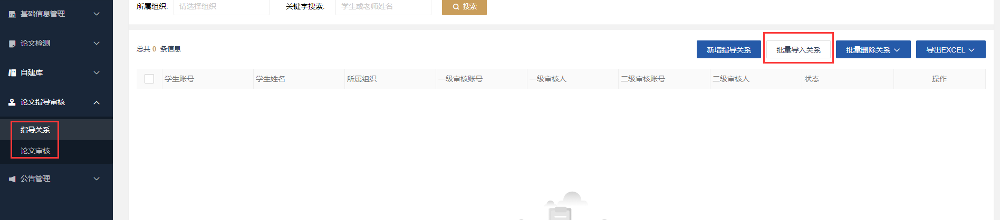 基础信息管理
论文检测
自建库
论文指导审核
指导关系
论文审核
公告管理
所属组织: 请选择组织 关键字搜索: 学生或老师姓名 搜索
总共 0 条信息 新增指导关系 批量导入关系 批量删除关系 导出EXCEL
学生账号 学生姓名 所属组织 一级审核账号 一级审核人 二级审核账号 二级审核人 状态 操作